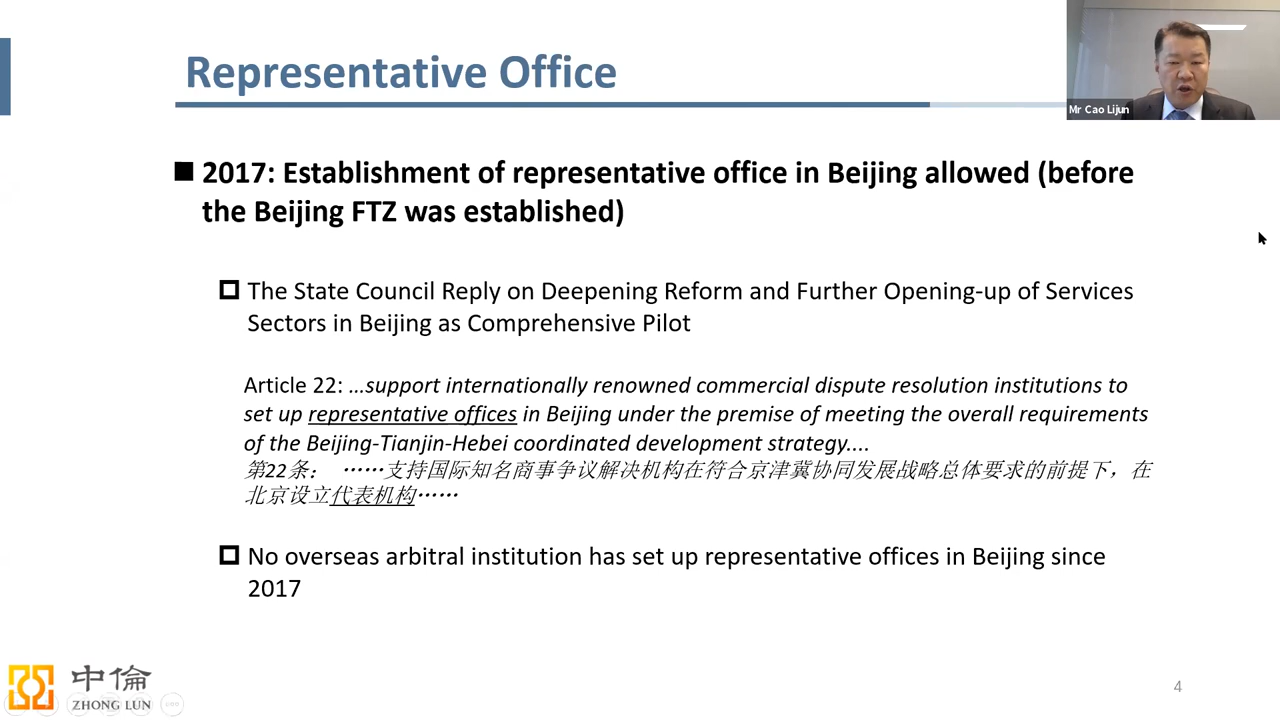 Representative Office
Mr Cao Lijun
■ 2017: Establishment of representative office in Beijing allowed (before
the Beijing FTZ was established)
The State Council Reply on Deepening Reform and Further Opening-up of Services
Sectors in Beijing as Comprehensive Pilot
Article 22: …support internationally renowned commercial dispute resolution institutions to
set up representative offices in Beijing under the premise of meeting the overall requirements
of the Beijing-Tianjin-Hebei coordinated development strategy....
第22条： ……支持国际知名商事争议解决机构在符合京津冀协同发展战略总体要求的前提下，在
北京设立代表机构……
No overseas arbitral institution has set up representative offices in Beijing since
2017
中倫
ZHONG LUN
4